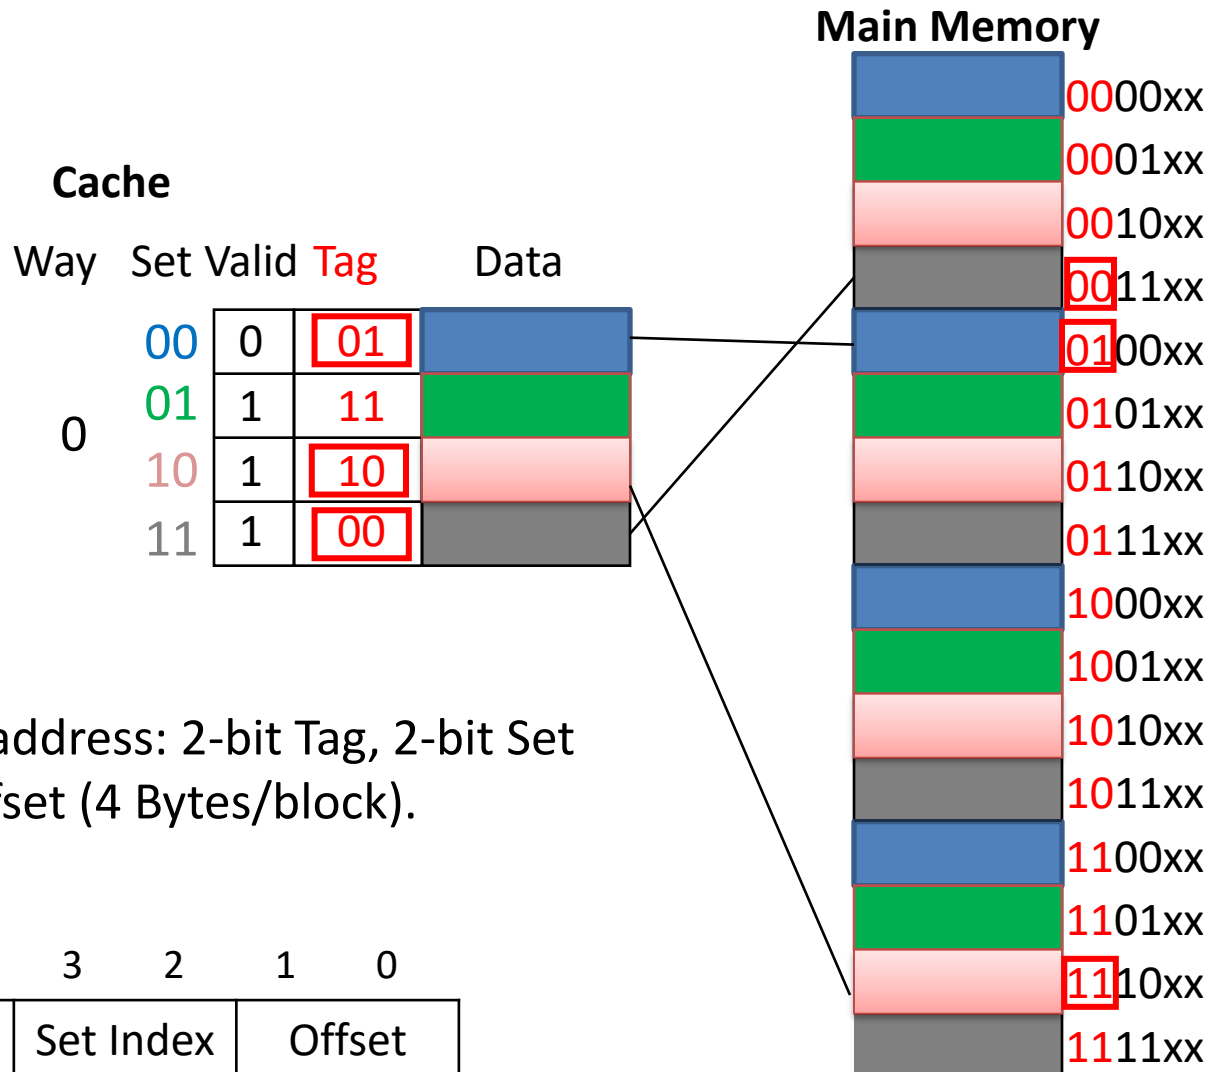 Main Memory
Cache
Way Set Valid Tag Data
0
00 0 01
01 1 11
10 1 10
11 1 00
0000xx
0001xx
0010xx
0011xx
0100xx
0101xx
0110xx
0111xx
1000xx
1001xx
1010xx
1011xx
1100xx
1101xx
1110xx
1111xx
address: 2-bit Tag, 2-bit Set
(4 Bytes/block).
3 2 1 0
Set Index Offset